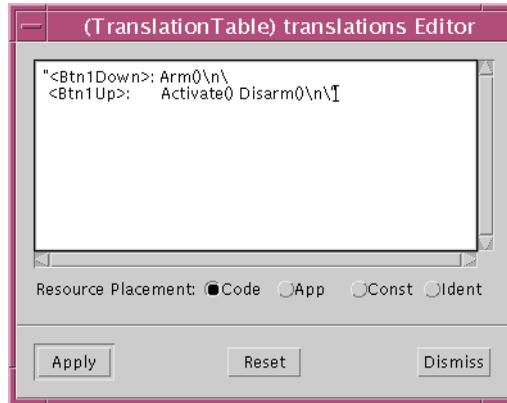 (TranslationTable) translations Editor
"<Btn1Down>: Arm()\n\
<Btn1Up>: Activate() Disarm()\n\"
Resource Placement: Code App Const Ident
Apply Reset Dismiss